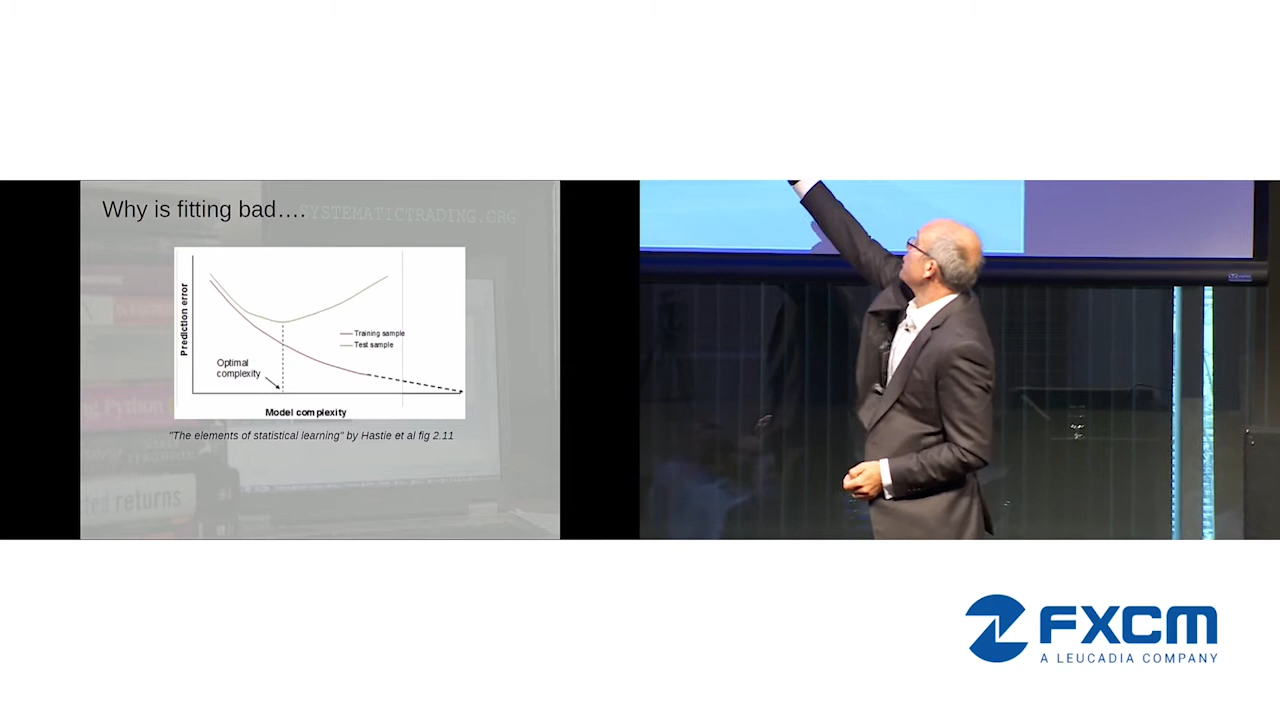 Why is fitting bad….
SYSTEMATICTRADING.ORG
Prediction error
Training sample
Test sample
Optimal
complexity
Model complexity
"The elements of statistical learning" by Hastie et al fig 2.11
Python
returns
FXCM
A LEUCADIA COMPANY